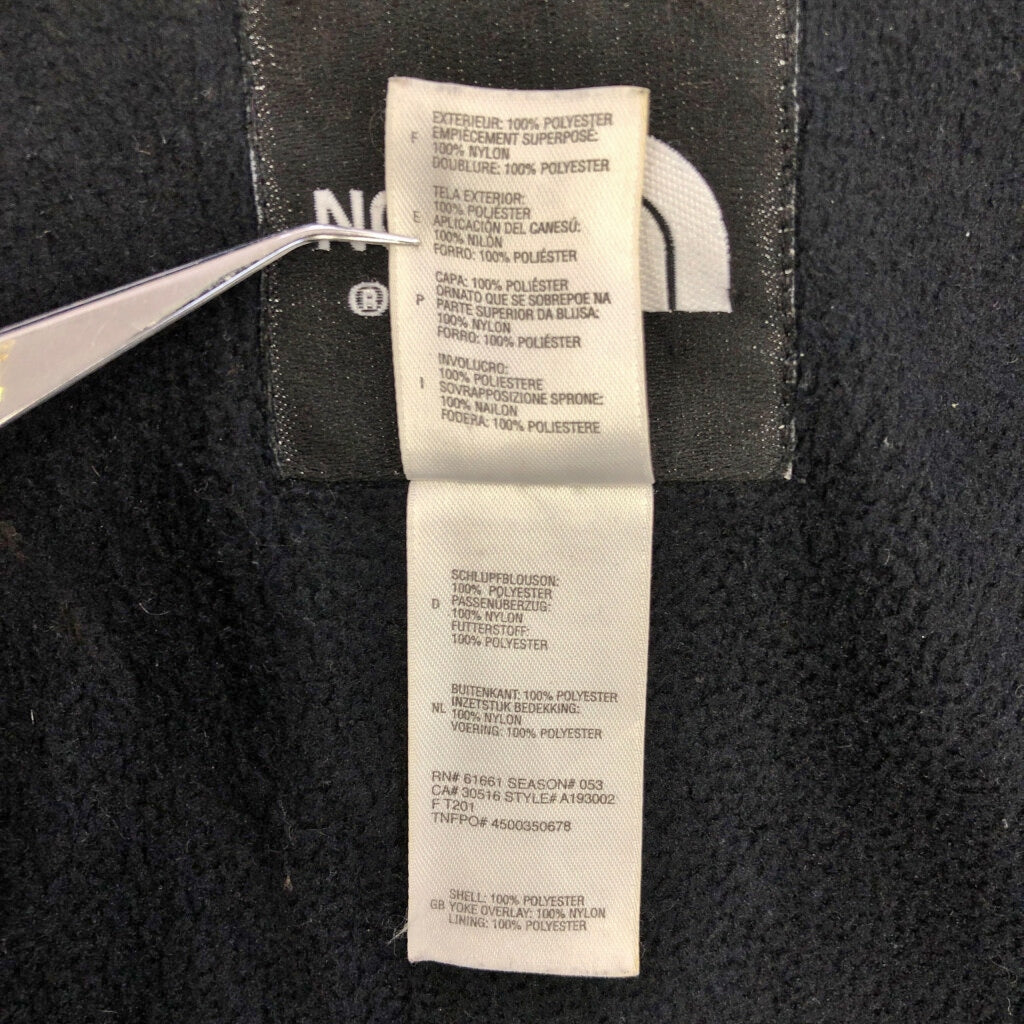 EXTERIEUR: 100% POLYESTER
F EMPIÈCEMENT SUPERPOSÉ:
100% NYLON
DOUBLURE: 100% POLYESTER
TELA EXTERIOR:
100% POLIÉSTER
E APLICACIÓN DEL CANESÚ:
100% NILÓN
FORRO: 100% POLIÉSTER
CAPA: 100% POLIÉSTER
ORNATO QUE SE SOBREPOE NA
P PARTE SUPERIOR DA BLUSA:
100% NYLON
FORRO: 100% POLIÉSTER
INVOLUCRO:
100% POLIESTERE
I SOVRAPPOSIZIONE SPRONE:
100% NAILON
FODERA: 100% POLIESTERE
NO
®
SCHLUPFBLOUSON:
100% POLYESTER
D PASSENÜBERZUG:
100% NYLON
FUTTERSTOFF:
100% POLYESTER
BUITENKANT: 100% POLYESTER
INZETSTUK BEDEKKING:
NL 100% NYLON
VOERING: 100% POLYESTER
RN# 61661 SEASON# 053
CA# 30516 STYLE# A193002
F T201
TNFPO# 4500350678
SHELL: 100% POLYESTER
GB YOKE OVERLAY: 100% NYLON
LINING: 100% POLYESTER